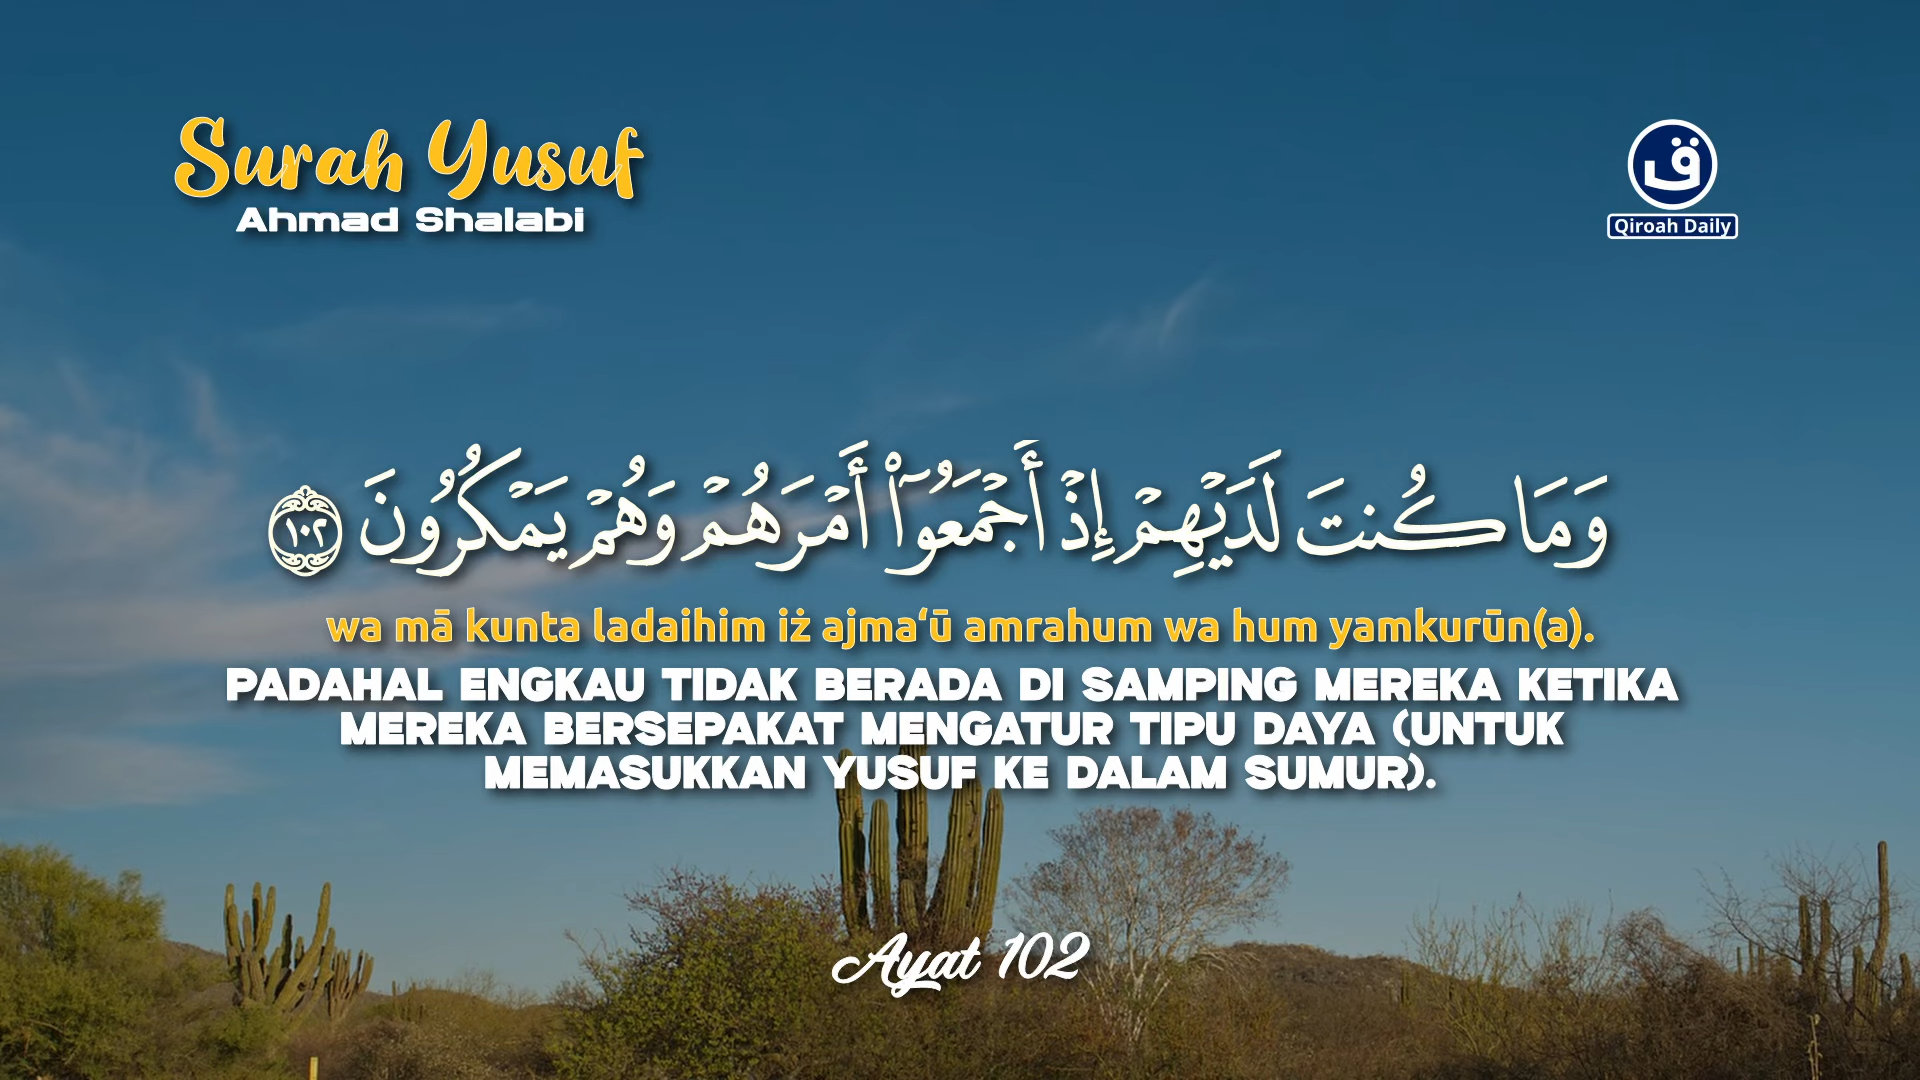 Surah Yusuf
Ahmad Shalabi
ق
Qiroah Daily
وَمَا كُنتَ لَدَيْهِمْ إِذْ أَجْمَعُوٓا۟ أَمْرَهُمْ وَهُمْ يَمْكُرُونَ ١٠٢
wa mā kunta ladaihim iż ajma‘ū amrahum wa hum yamkurūn(a).
PADAHAL ENGKAU TIDAK BERADA DI SAMPING MEREKA KETIKA
MEREKA BERSEPAKAT MENGATUR TIPU DAYA (UNTUK
MEMASUKKAN YUSUF KE DALAM SUMUR).
Ayat 102